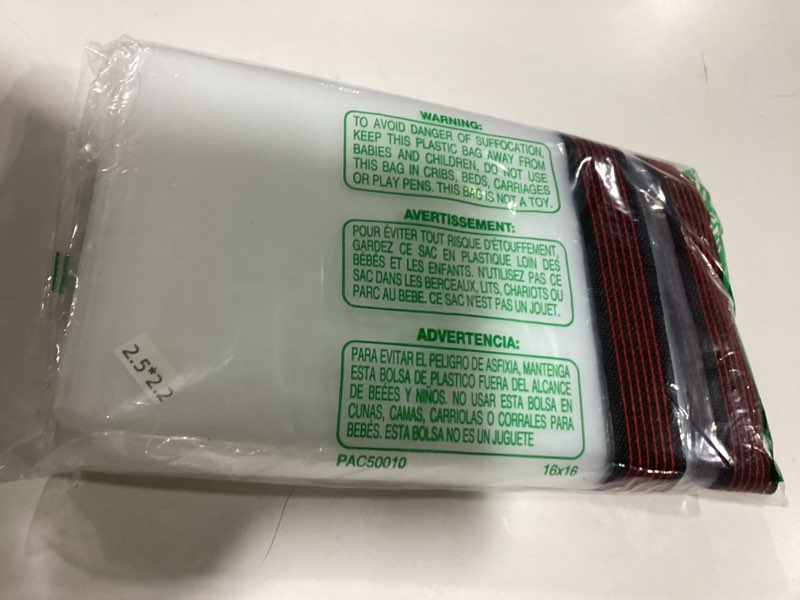 WARNING:
TO AVOID DANGER OF SUFFOCATION,
KEEP THIS PLASTIC BAG AWAY FROM
BABIES AND CHILDREN, DO NOT USE
THIS BAG IN CRIBS, BEDS, CARRIAGES
OR PLAY PENS. THIS BAG IS NOT A TOY.
AVERTISSEMENT:
POUR ÉVITER TOUT RISQUE D'ÉTOUFFEMENT,
GARDEZ CE SAC EN PLASTIQUE LOIN DES
BÉBÉS ET LES ENFANTS. N'UTILISEZ PAS CE
SAC DANS LES BERCEAUX, LITS, CHARIOTS OU
PARC AU BEBE. CE SAC N'EST PAS UN JOUET.
ADVERTENCIA:
PARA EVITAR EL PELIGRO DE ASFIXIA, MANTENGA
ESTA BOLSA DE PLASTICO FUERA DEL ALCANCE
DE BEÉES Y NIÑOS. NO USAR ESTA BOLSA EN
CUNAS, CAMAS, CARRIOLAS O CORRALES PARA
BEBÉS. ESTA BOLSA NO ES UN JUGUETE
PAC50010 16x16
2.5*2.2